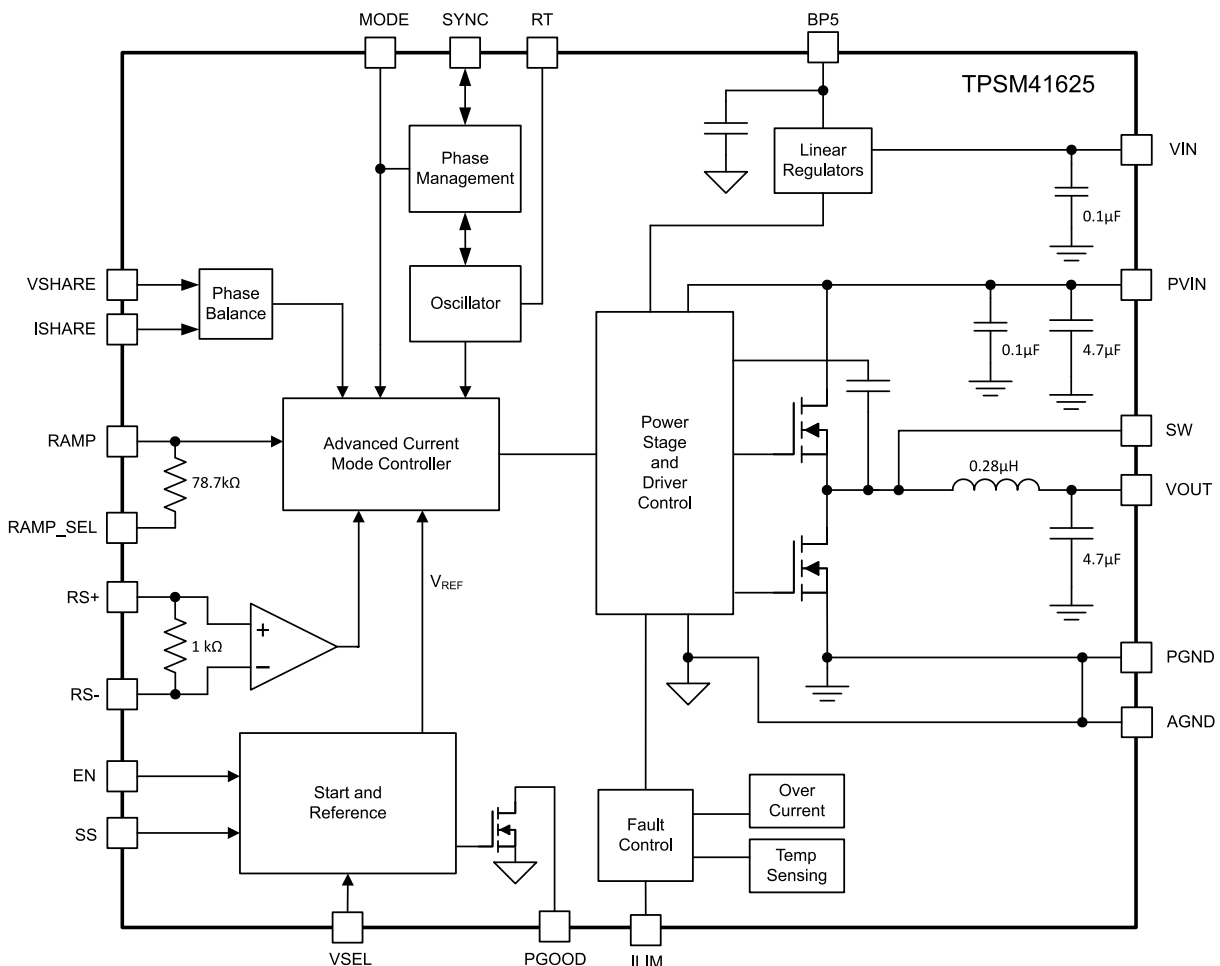 MODE
SYNC
RT
BP5
TPSM41625
Phase
Management
Linear
Regulators
VIN
0.1µF
VSHARE
ISHARE
Phase
Balance
Oscillator
PVIN
0.1µF
4.7µF
RAMP
78.7kΩ
RAMP_SEL
Advanced Current
Mode Controller
Power
Stage
and
Driver
Control
SW
0.28µH
VOUT
4.7µF
RS+
1 kΩ
RS-
+
−
VREF
PGND
AGND
EN
SS
Start and
Reference
Fault
Control
Over
Current
Temp
Sensing
VSEL
PGOOD
ILIM